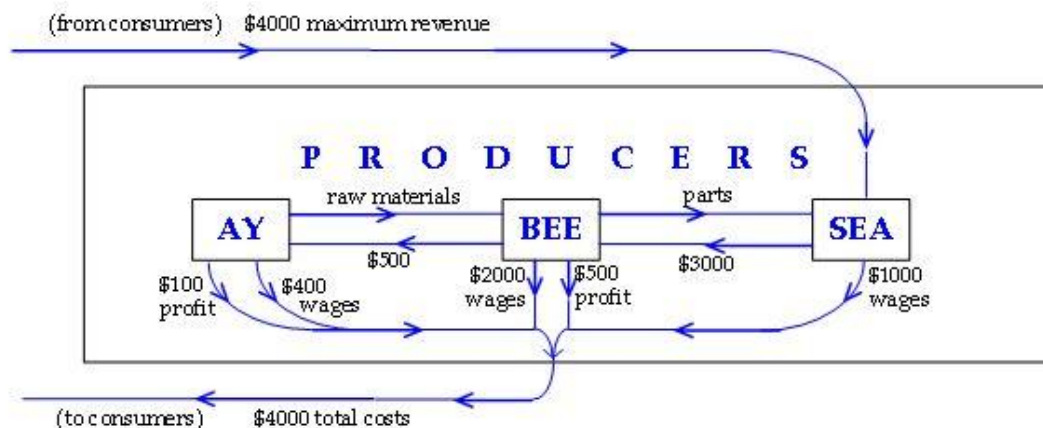 (from consumers) $4000 maximum revenue
P R O D U C E R S
raw materials
parts
AY
BEE
SEA
$500
$3000
$100
profit
$400
wages
$2000
wages
$500
profit
$1000
wages
(to consumers) $4000 total costs